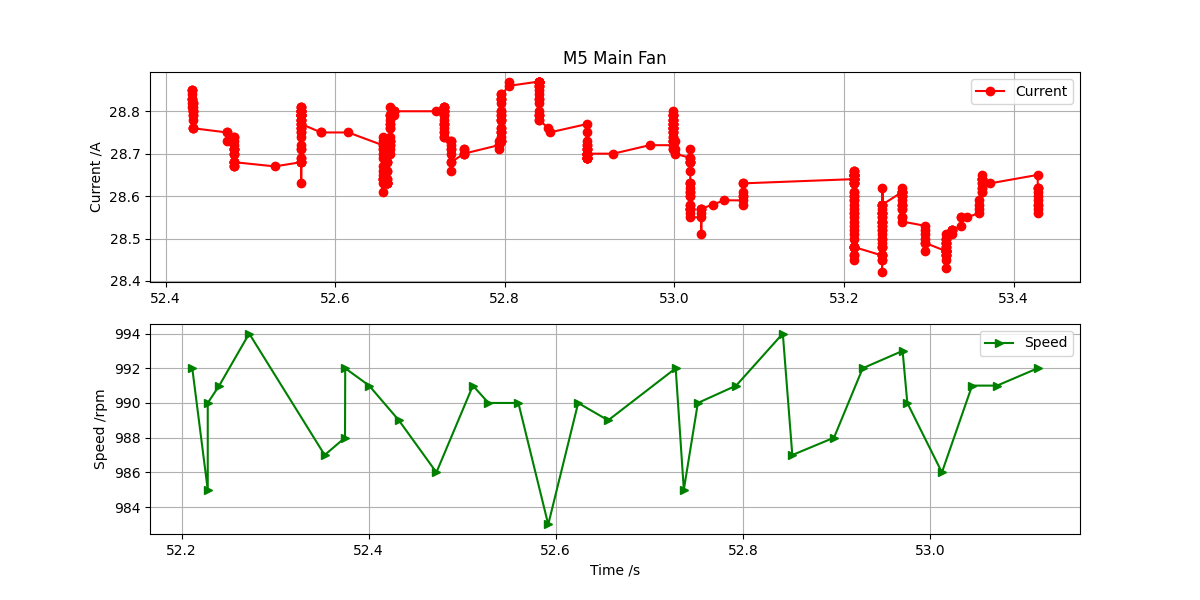 M5 Main Fan
Current /A
28.8
28.7
28.6
28.5
28.4
Current
52.4 52.6 52.8 53.0 53.2 53.4
Speed /rpm
994
992
990
988
986
984
Speed
52.2 52.4 52.6 52.8 53.0
Time /s